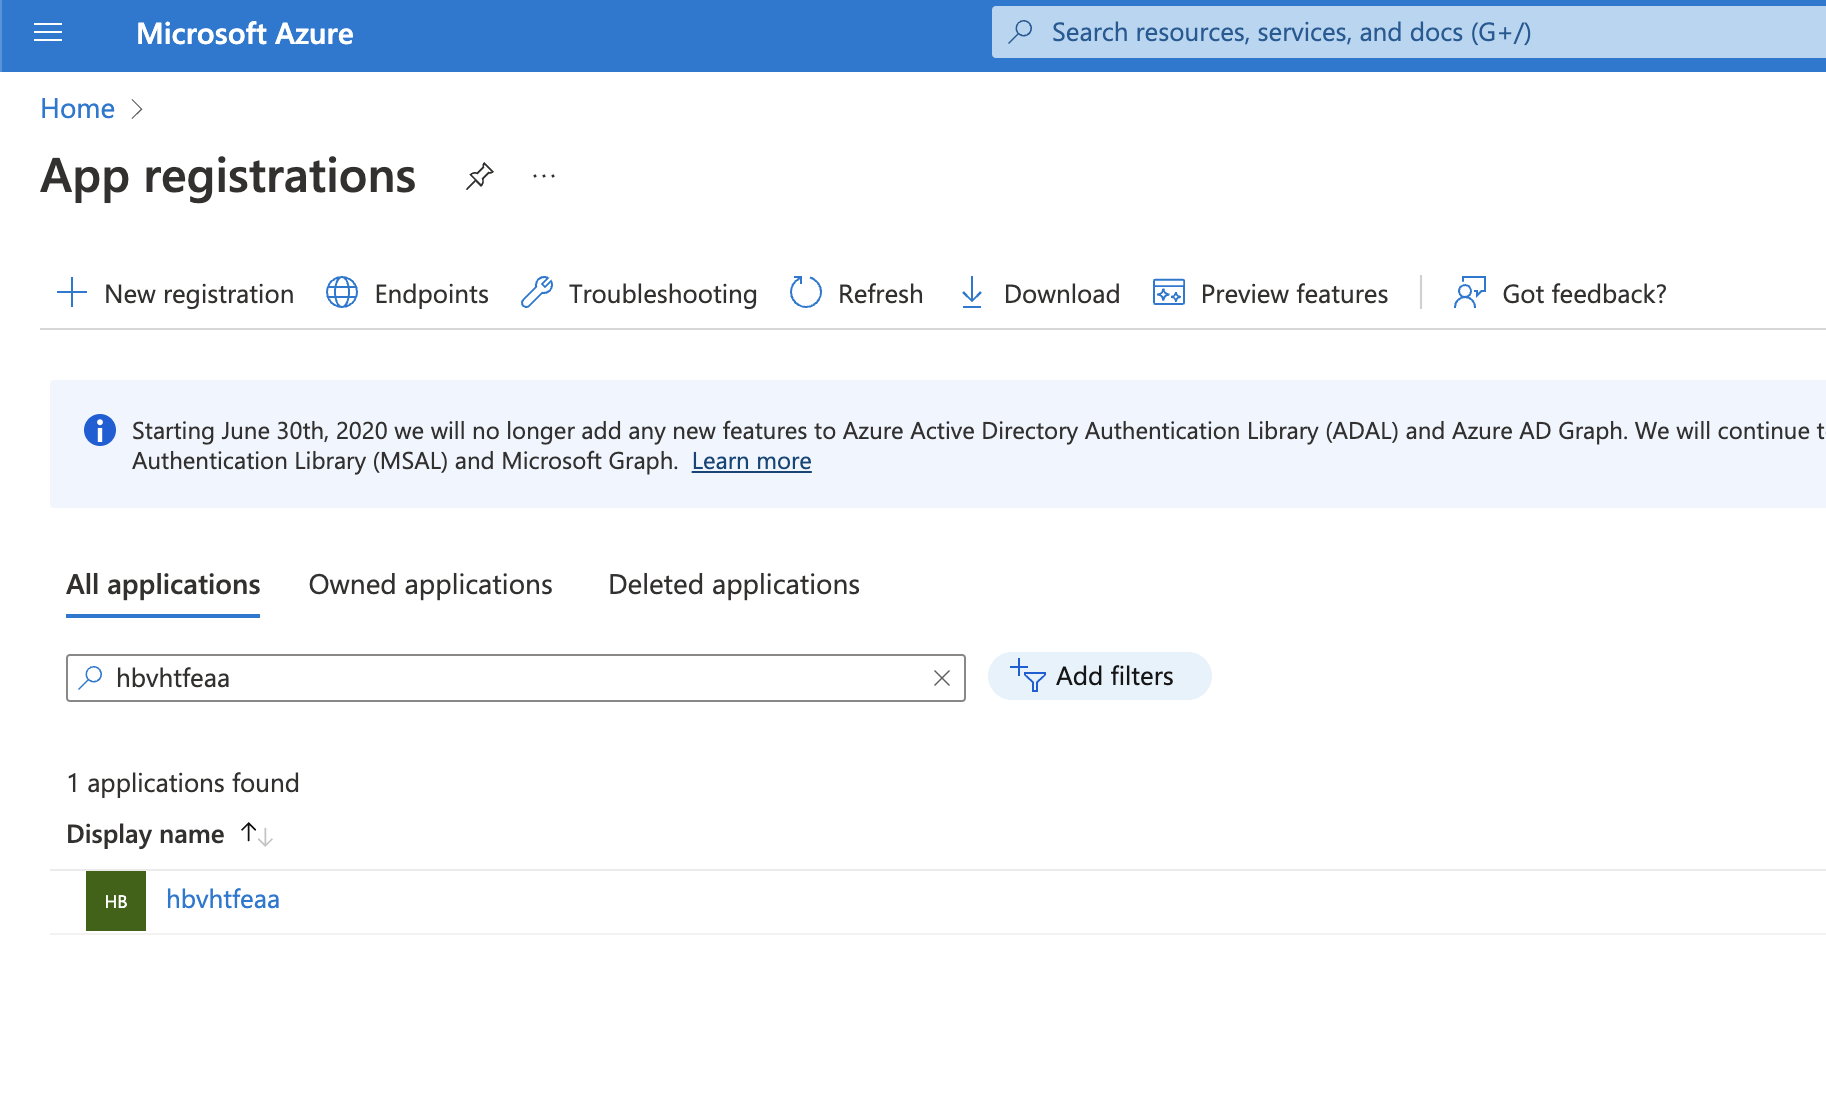 Microsoft Azure
Search resources, services, and docs (G+/)
Home
App registrations
New registration
Endpoints
Troubleshooting
Refresh
Download
Preview features
Got feedback?
Starting June 30th, 2020 we will no longer add any new features to Azure Active Directory Authentication Library (ADAL) and Azure AD Graph. We will continue
Authentication Library (MSAL) and Microsoft Graph. Learn more
All applications
Owned applications
Deleted applications
hbvhtfeaa
Add filters
1 applications found
Display name
HB
hbvhtfeaa